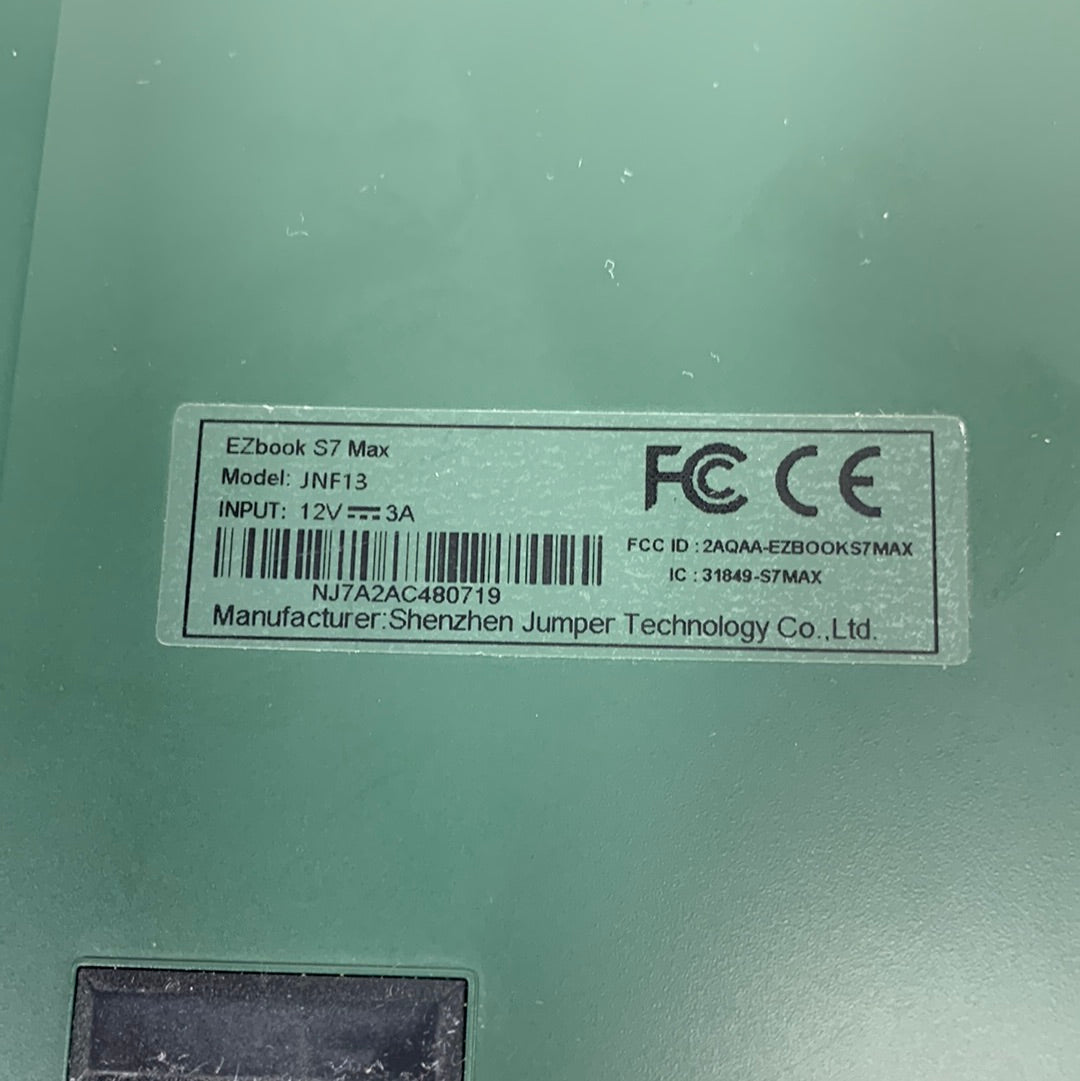 EZbook S7 Max
Model: JNF13
INPUT: 12V⎓3A
NJ7A2AC480719
FCC CE
FCC ID : 2AQAA-EZBOOKS7MAX
IC : 31849-S7MAX
Manufacturer:Shenzhen Jumper Technology Co.,Ltd.